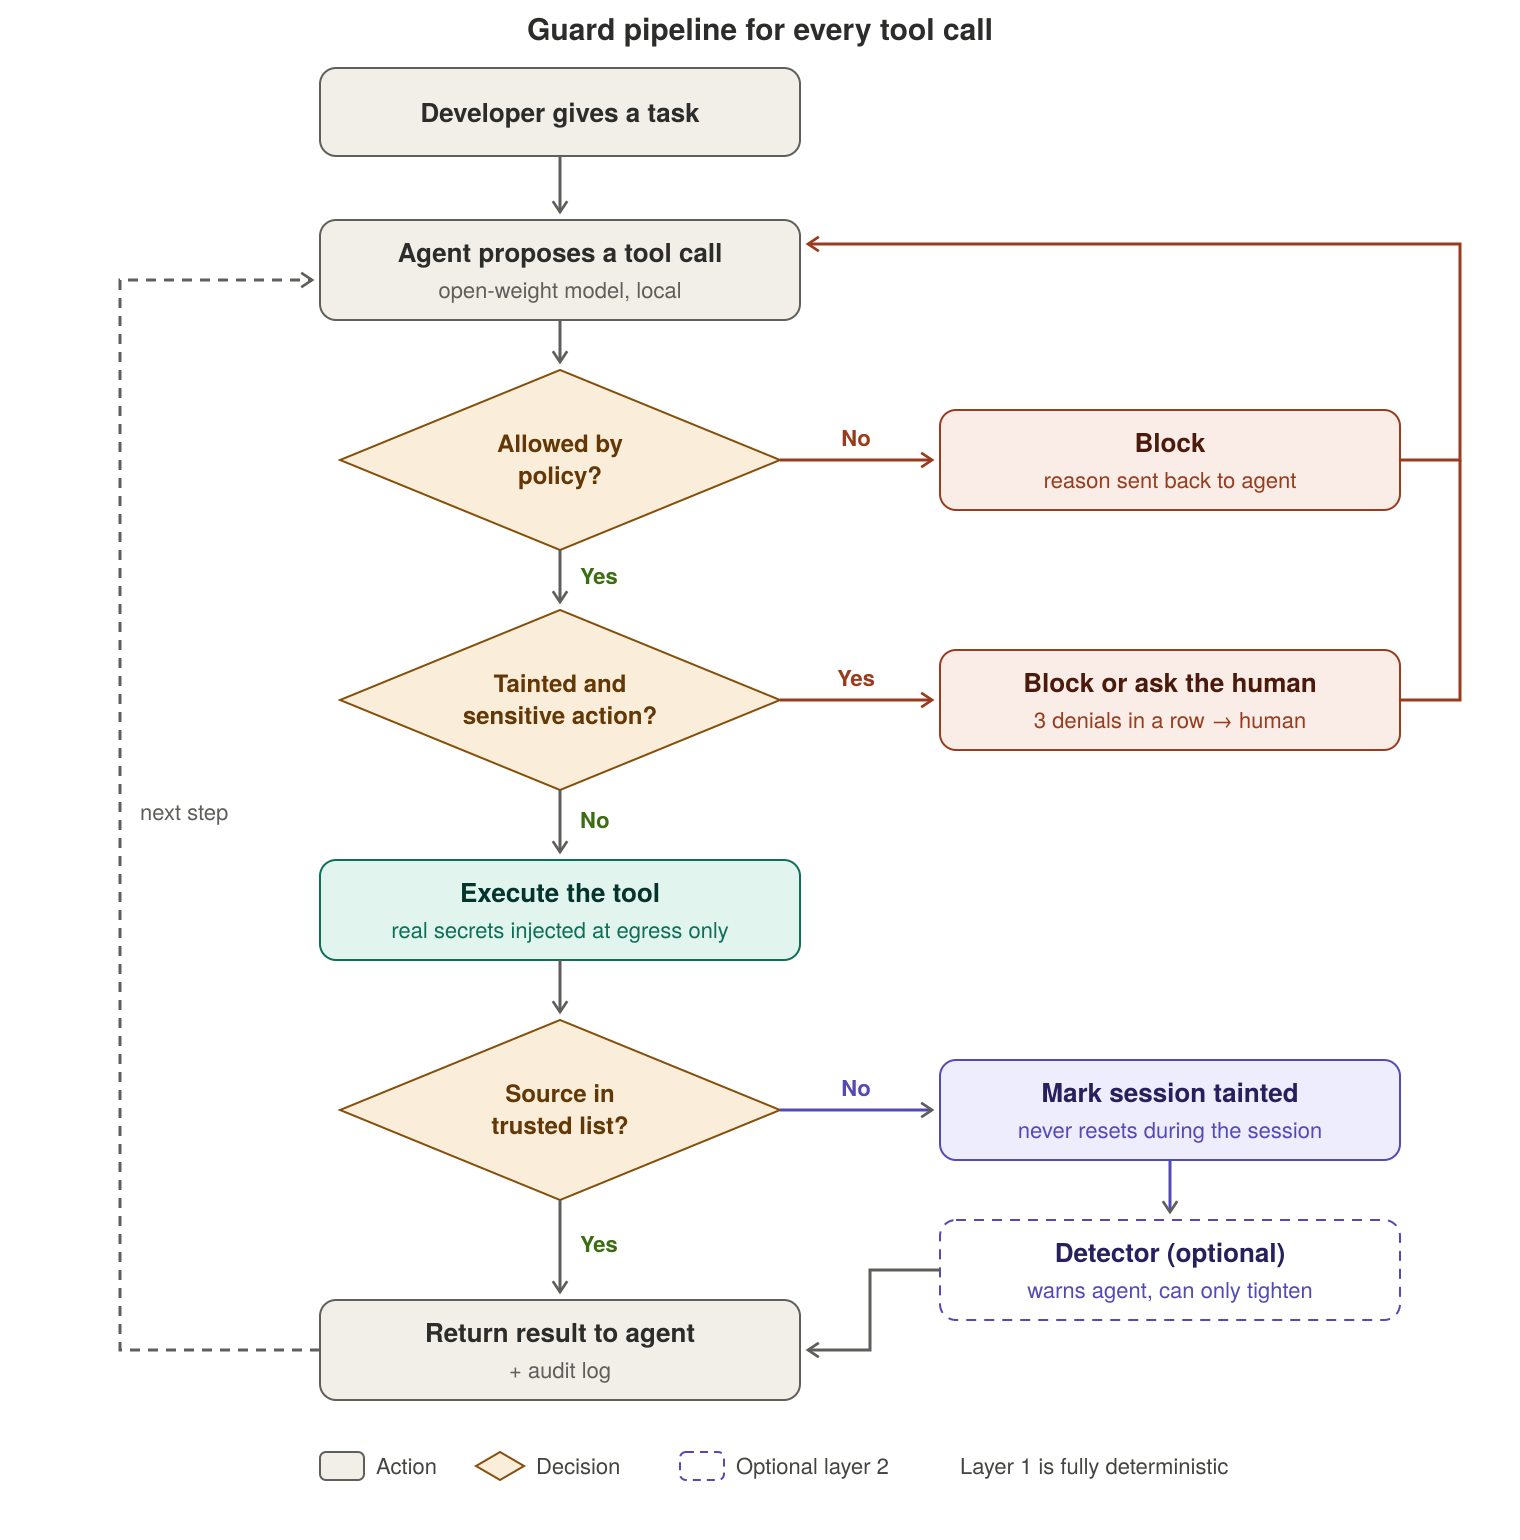 Guard pipeline for every tool call
Developer gives a task
Agent proposes a tool call
open-weight model, local
Allowed by
policy?
No
Block
reason sent back to agent
Yes
Tainted and
sensitive action?
Yes
Block or ask the human
3 denials in a row → human
next step
No
Execute the tool
real secrets injected at egress only
Source in
trusted list?
No
Mark session tainted
never resets during the session
Yes
Detector (optional)
warns agent, can only tighten
Return result to agent
+ audit log
Action
Decision
Optional layer 2
Layer 1 is fully deterministic